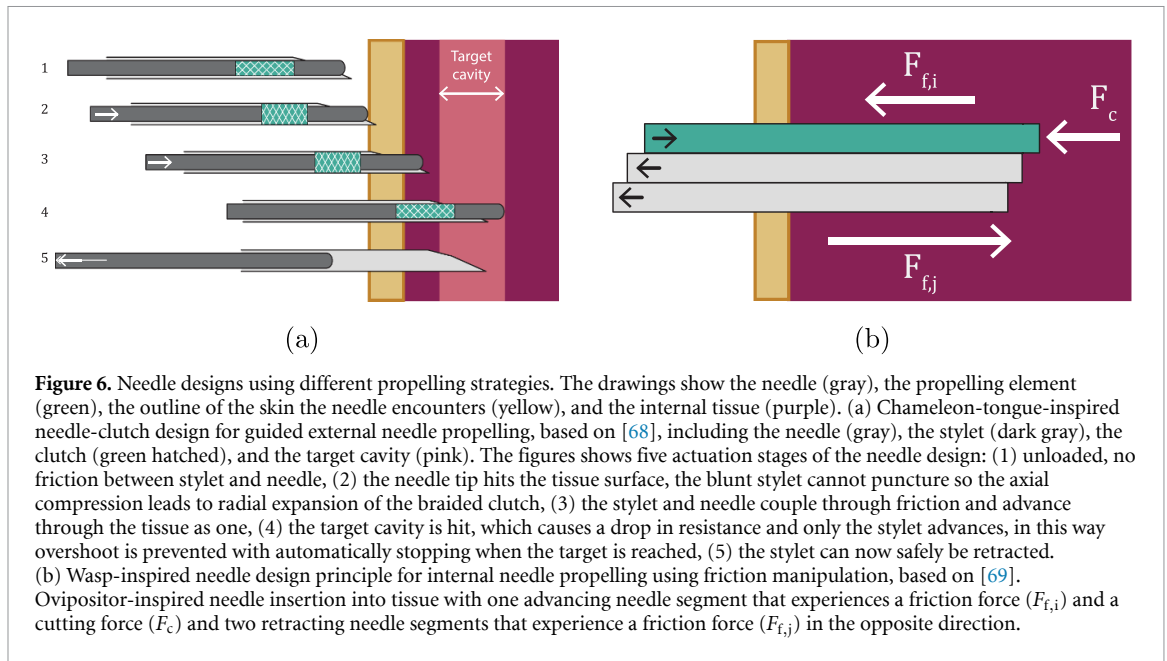 1
2
3
4
5
Target
cavity
(a)
F_{f,i}
F_c
F_{f,j}
(b)
Figure 6. Needle designs using different propelling strategies. The drawings show the needle (gray), the propelling element
(green), the outline of the skin the needle encounters (yellow), and the internal tissue (purple). (a) Chameleon-tongue-inspired
needle-clutch design for guided external needle propelling, based on [68], including the needle (gray), the stylet (dark gray), the
clutch (green hatched), and the target cavity (pink). The figures shows five actuation stages of the needle design: (1) unloaded, no
friction between stylet and needle, (2) the needle tip hits the tissue surface, the blunt stylet cannot puncture so the axial
compression leads to radial expansion of the braided clutch, (3) the stylet and needle couple through friction and advance
through the tissue as one, (4) the target cavity is hit, which causes a drop in resistance and only the stylet advances, in this way
overshoot is prevented with automatically stopping when the target is reached, (5) the stylet can now safely be retracted.
(b) Wasp-inspired needle design principle for internal needle propelling using friction manipulation, based on [69].
Ovipositor-inspired needle insertion into tissue with one advancing needle segment that experiences a friction force (F_{f,i}) and a
cutting force (F_c) and two retracting needle segments that experience a friction force (F_{f,j}) in the opposite direction.